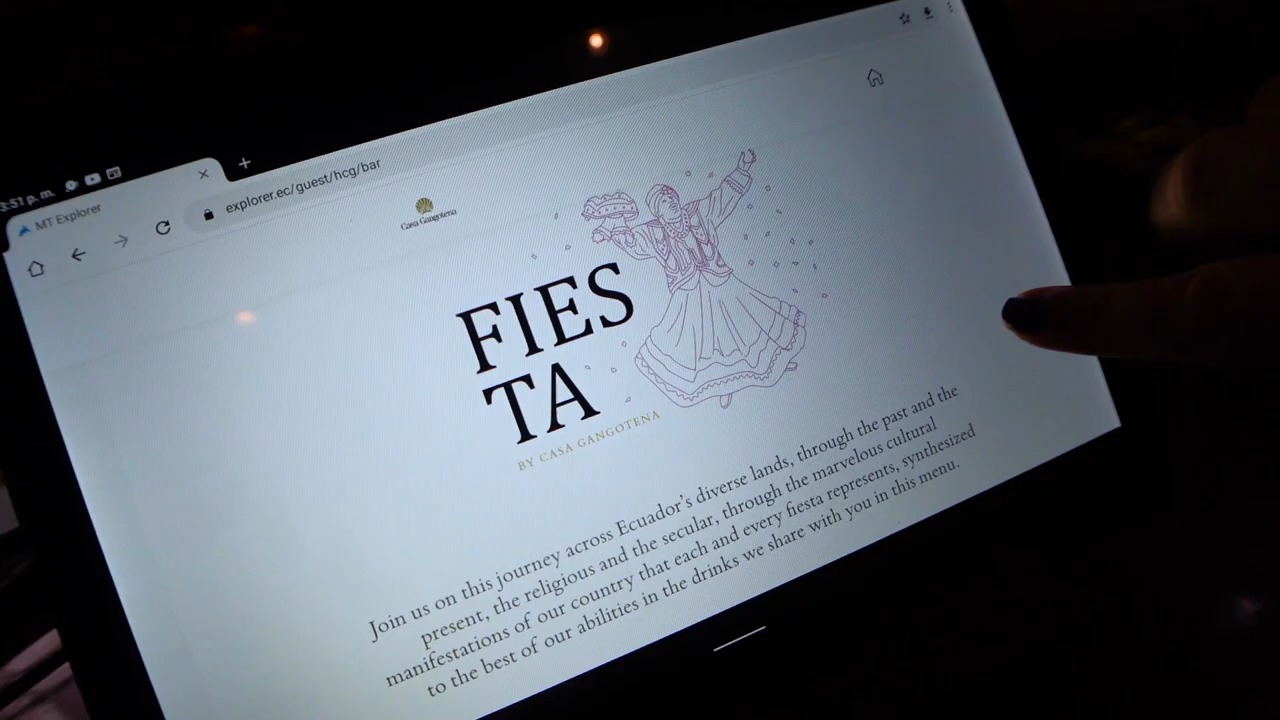 3:51 p. m.
MT Explorer
explorer.ec/guest/hcg/bar
Casa Gangotena
FIES
TA
BY CASA GANGOTENA
Join us on this journey across Ecuador's diverse lands, through the past and the
present, the religious and the secular, through the marvelous cultural
manifestations of our country that each and every fiesta represents, synthesized
to the best of our abilities in the drinks we share with you in this menu.